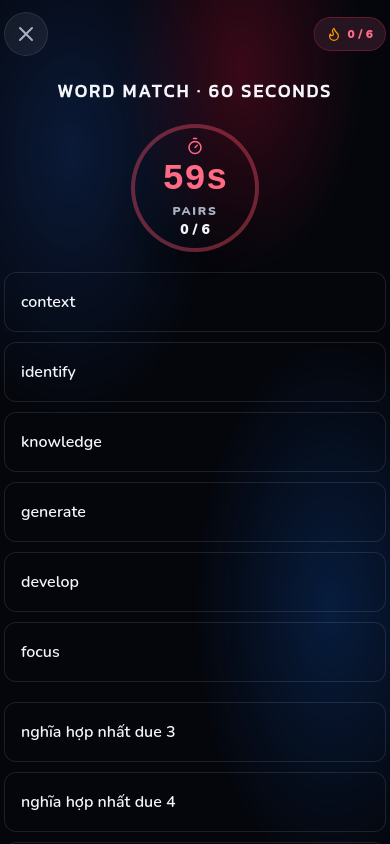 0 / 6
WORD MATCH · 60 SECONDS
59s
PAIRS
0 / 6
context
identify
knowledge
generate
develop
focus
nghĩa hợp nhất due 3
nghĩa hợp nhất due 4